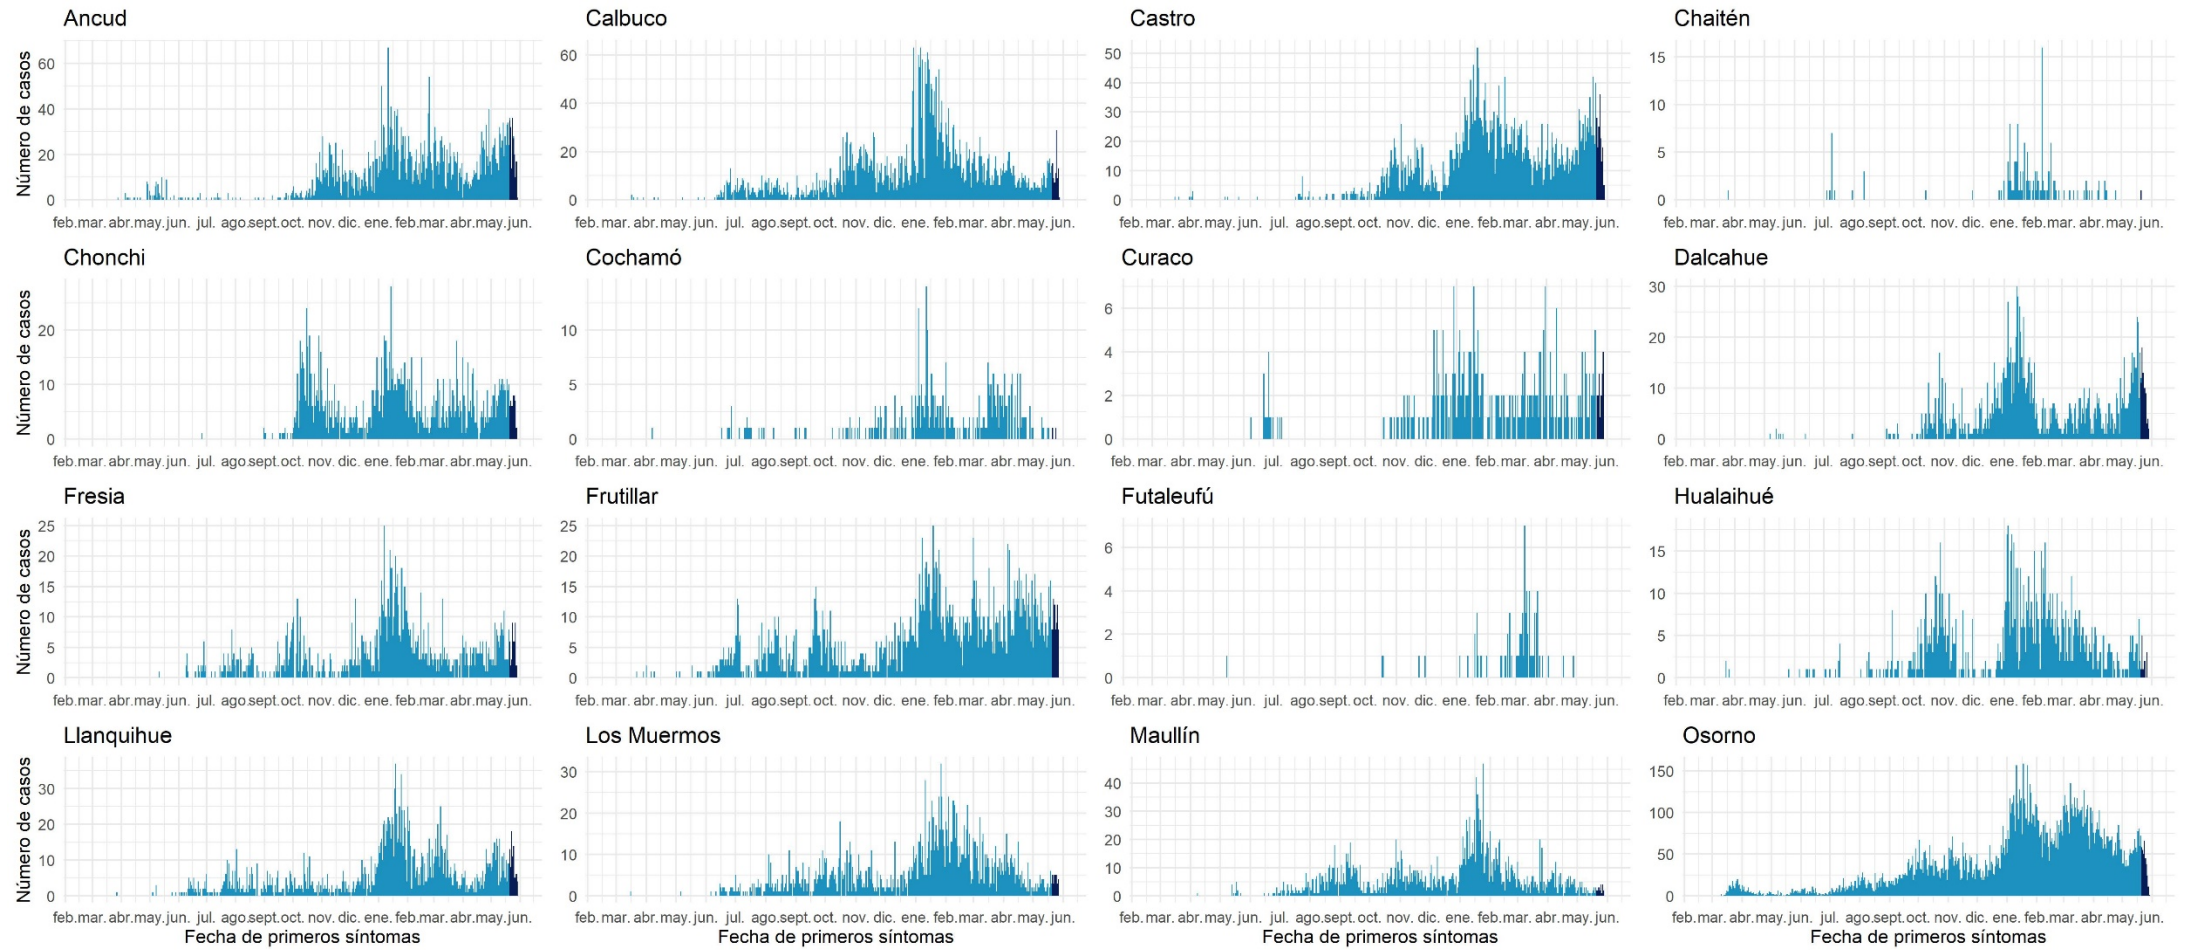 Ancud
Calbuco
Castro
Chaitén
Número de casos
60
40
20
0
60
40
20
0
50
40
30
20
10
0
15
10
5
0
feb. mar. abr. may. jun. jul. ago. sept. oct. nov. dic. ene. feb. mar. abr. may. jun.
feb. mar. abr. may. jun. jul. ago. sept. oct. nov. dic. ene. feb. mar. abr. may. jun.
feb. mar. abr. may. jun. jul. ago. sept. oct. nov. dic. ene. feb. mar. abr. may. jun.
feb. mar. abr. may. jun. jul. ago. sept. oct. nov. dic. ene. feb. mar. abr. may. jun.
Chonchi
Cochamó
Curaco
Dalcahue
Número de casos
20
10
0
10
5
0
6
4
2
0
30
20
10
0
feb. mar. abr. may. jun. jul. ago. sept. oct. nov. dic. ene. feb. mar. abr. may. jun.
feb. mar. abr. may. jun. jul. ago. sept. oct. nov. dic. ene. feb. mar. abr. may. jun.
feb. mar. abr. may. jun. jul. ago. sept. oct. nov. dic. ene. feb. mar. abr. may. jun.
feb. mar. abr. may. jun. jul. ago. sept. oct. nov. dic. ene. feb. mar. abr. may. jun.
Fresia
Frutillar
Futaleufú
Hualaihué
Número de casos
25
20
15
10
5
0
25
20
15
10
5
0
6
4
2
0
15
10
5
0
feb. mar. abr. may. jun. jul. ago. sept. oct. nov. dic. ene. feb. mar. abr. may. jun.
feb. mar. abr. may. jun. jul. ago. sept. oct. nov. dic. ene. feb. mar. abr. may. jun.
feb. mar. abr. may. jun. jul. ago. sept. oct. nov. dic. ene. feb. mar. abr. may. jun.
feb. mar. abr. may. jun. jul. ago. sept. oct. nov. dic. ene. feb. mar. abr. may. jun.
Llanquihue
Los Muermos
Maullín
Osorno
Número de casos
30
20
10
0
30
20
10
0
40
30
20
10
0
150
100
50
0
feb. mar. abr. may. jun. jul. ago. sept. oct. nov. dic. ene. feb. mar. abr. may. jun.
feb. mar. abr. may. jun. jul. ago. sept. oct. nov. dic. ene. feb. mar. abr. may. jun.
feb. mar. abr. may. jun. jul. ago. sept. oct. nov. dic. ene. feb. mar. abr. may. jun.
feb. mar. abr. may. jun. jul. ago. sept. oct. nov. dic. ene. feb. mar. abr. may. jun.
Fecha de primeros síntomas
Fecha de primeros síntomas
Fecha de primeros síntomas
Fecha de primeros síntomas